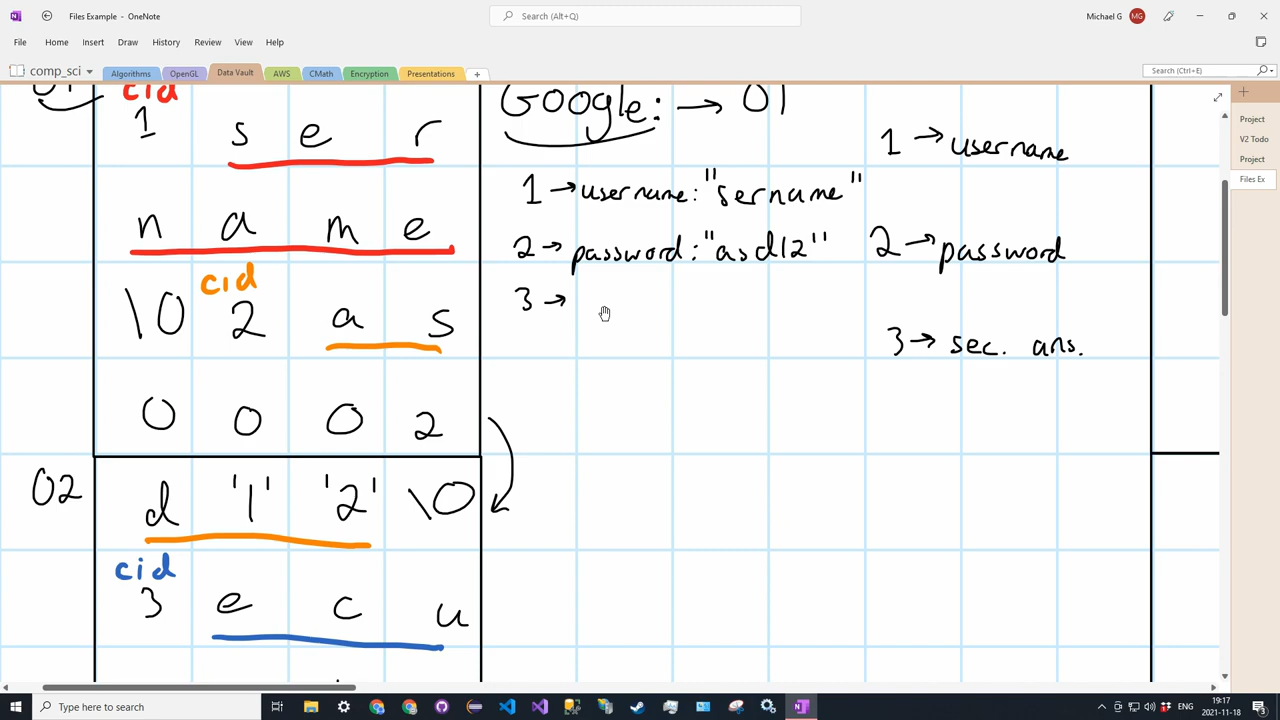 Files Example - OneNote
Search (Alt+Q)
Michael G
MG
File Home Insert Draw History Review View Help
comp_sci
Algorithms OpenGL Data Vault AWS CMath Encryption Presentations +
Search (Ctrl+E)
Project
V2 Todo
Project
Files Ex
cid
1 s e r
n a m e
cid
\0 2 a s
0 0 0 2
02 d '1' '2' \0
cid
3 e c u
Google: → 01
1 → username: "sername"
2 → password: "asd12"
3 →
1 → username
2 → password
3 → sec. ans.
Type here to search
ENG
19:17
2021-11-18